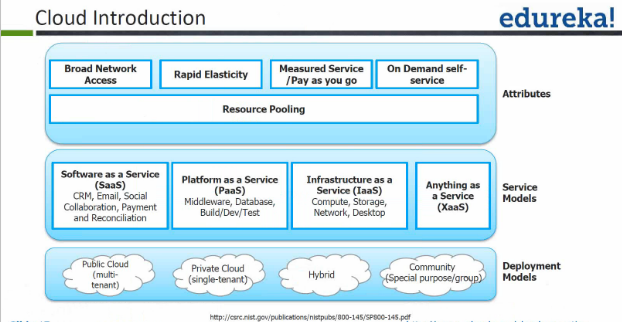 Cloud Introduction
edureka!
Broad Network
Access
Rapid Elasticity
Measured Service
/Pay as you go
On Demand self-
service
Resource Pooling
Attributes
Software as a Service
(SaaS)
CRM, Email, Social
Collaboration, Payment
and Reconciliation
Platform as a Service
(PaaS)
Middleware, Database,
Build/Dev/Test
Infrastructure as a
Service (IaaS)
Compute, Storage,
Network, Desktop
Anything as
a Service
(XaaS)
Service
Models
Public Cloud
(multi-
tenant)
Private Cloud
(single-tenant)
Hybrid
Community
(Special purpose/group)
Deployment
Models
http://csrc.nist.gov/publications/nistpubs/800-145/SP800-145.pdf